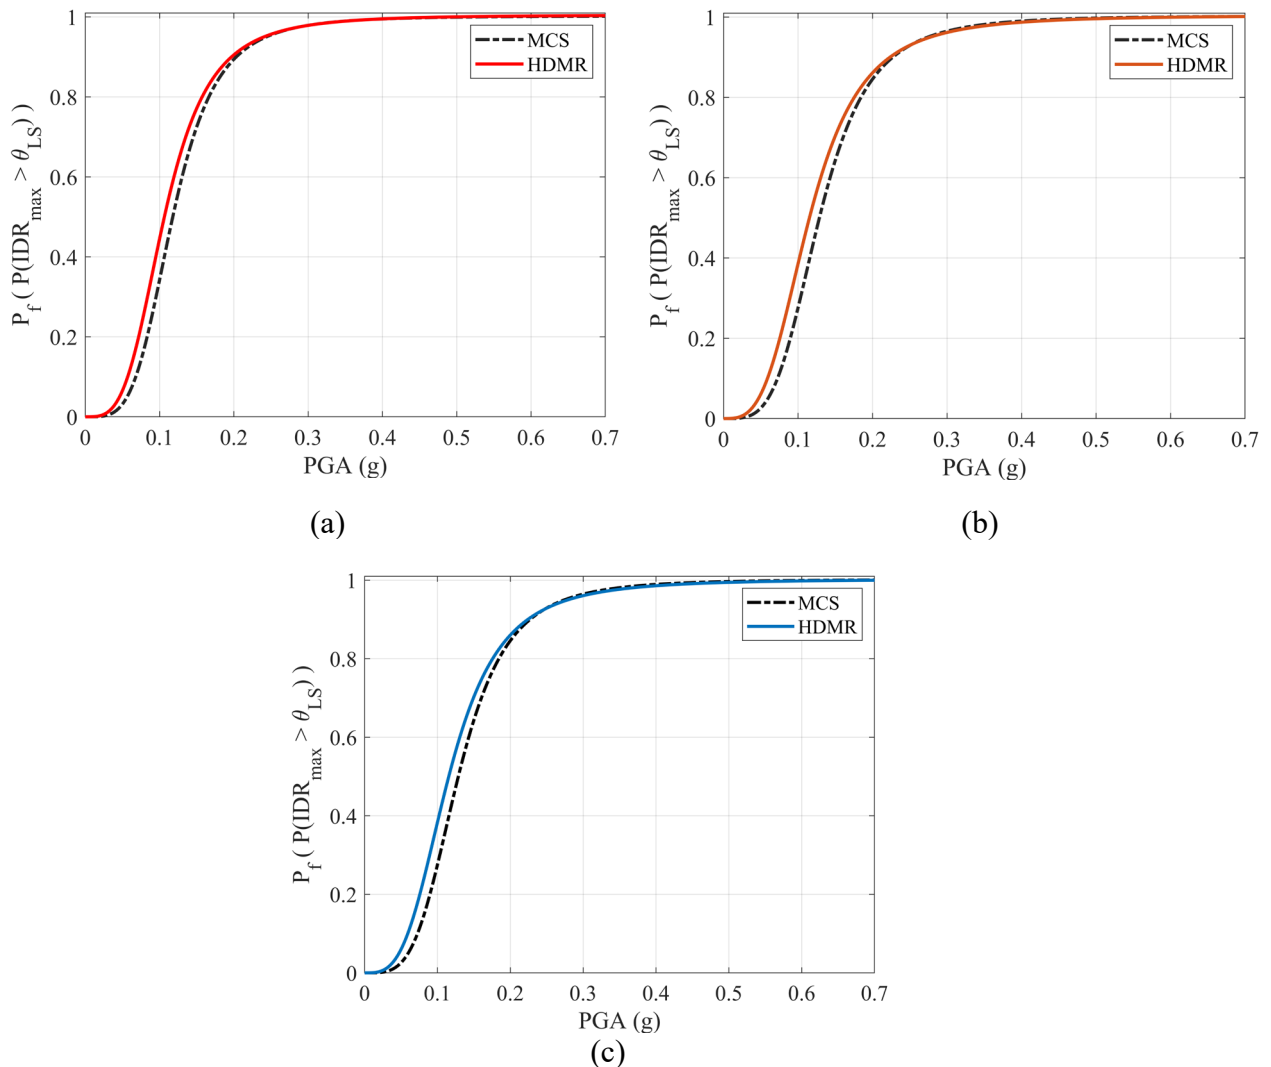 1
0.8
0.6
0.4
0.2
0
P_f ( P(IDR_max > θ_LS) )
MCS
HDMR
0 0.1 0.2 0.3 0.4 0.5 0.6 0.7
PGA (g)
(a)
1
0.8
0.6
0.4
0.2
0
P_f ( P(IDR_max > θ_LS) )
MCS
HDMR
0 0.1 0.2 0.3 0.4 0.5 0.6 0.7
PGA (g)
(b)
1
0.8
0.6
0.4
0.2
0
P_f ( P(IDR_max > θ_LS) )
MCS
HDMR
0 0.1 0.2 0.3 0.4 0.5 0.6 0.7
PGA (g)
(c)